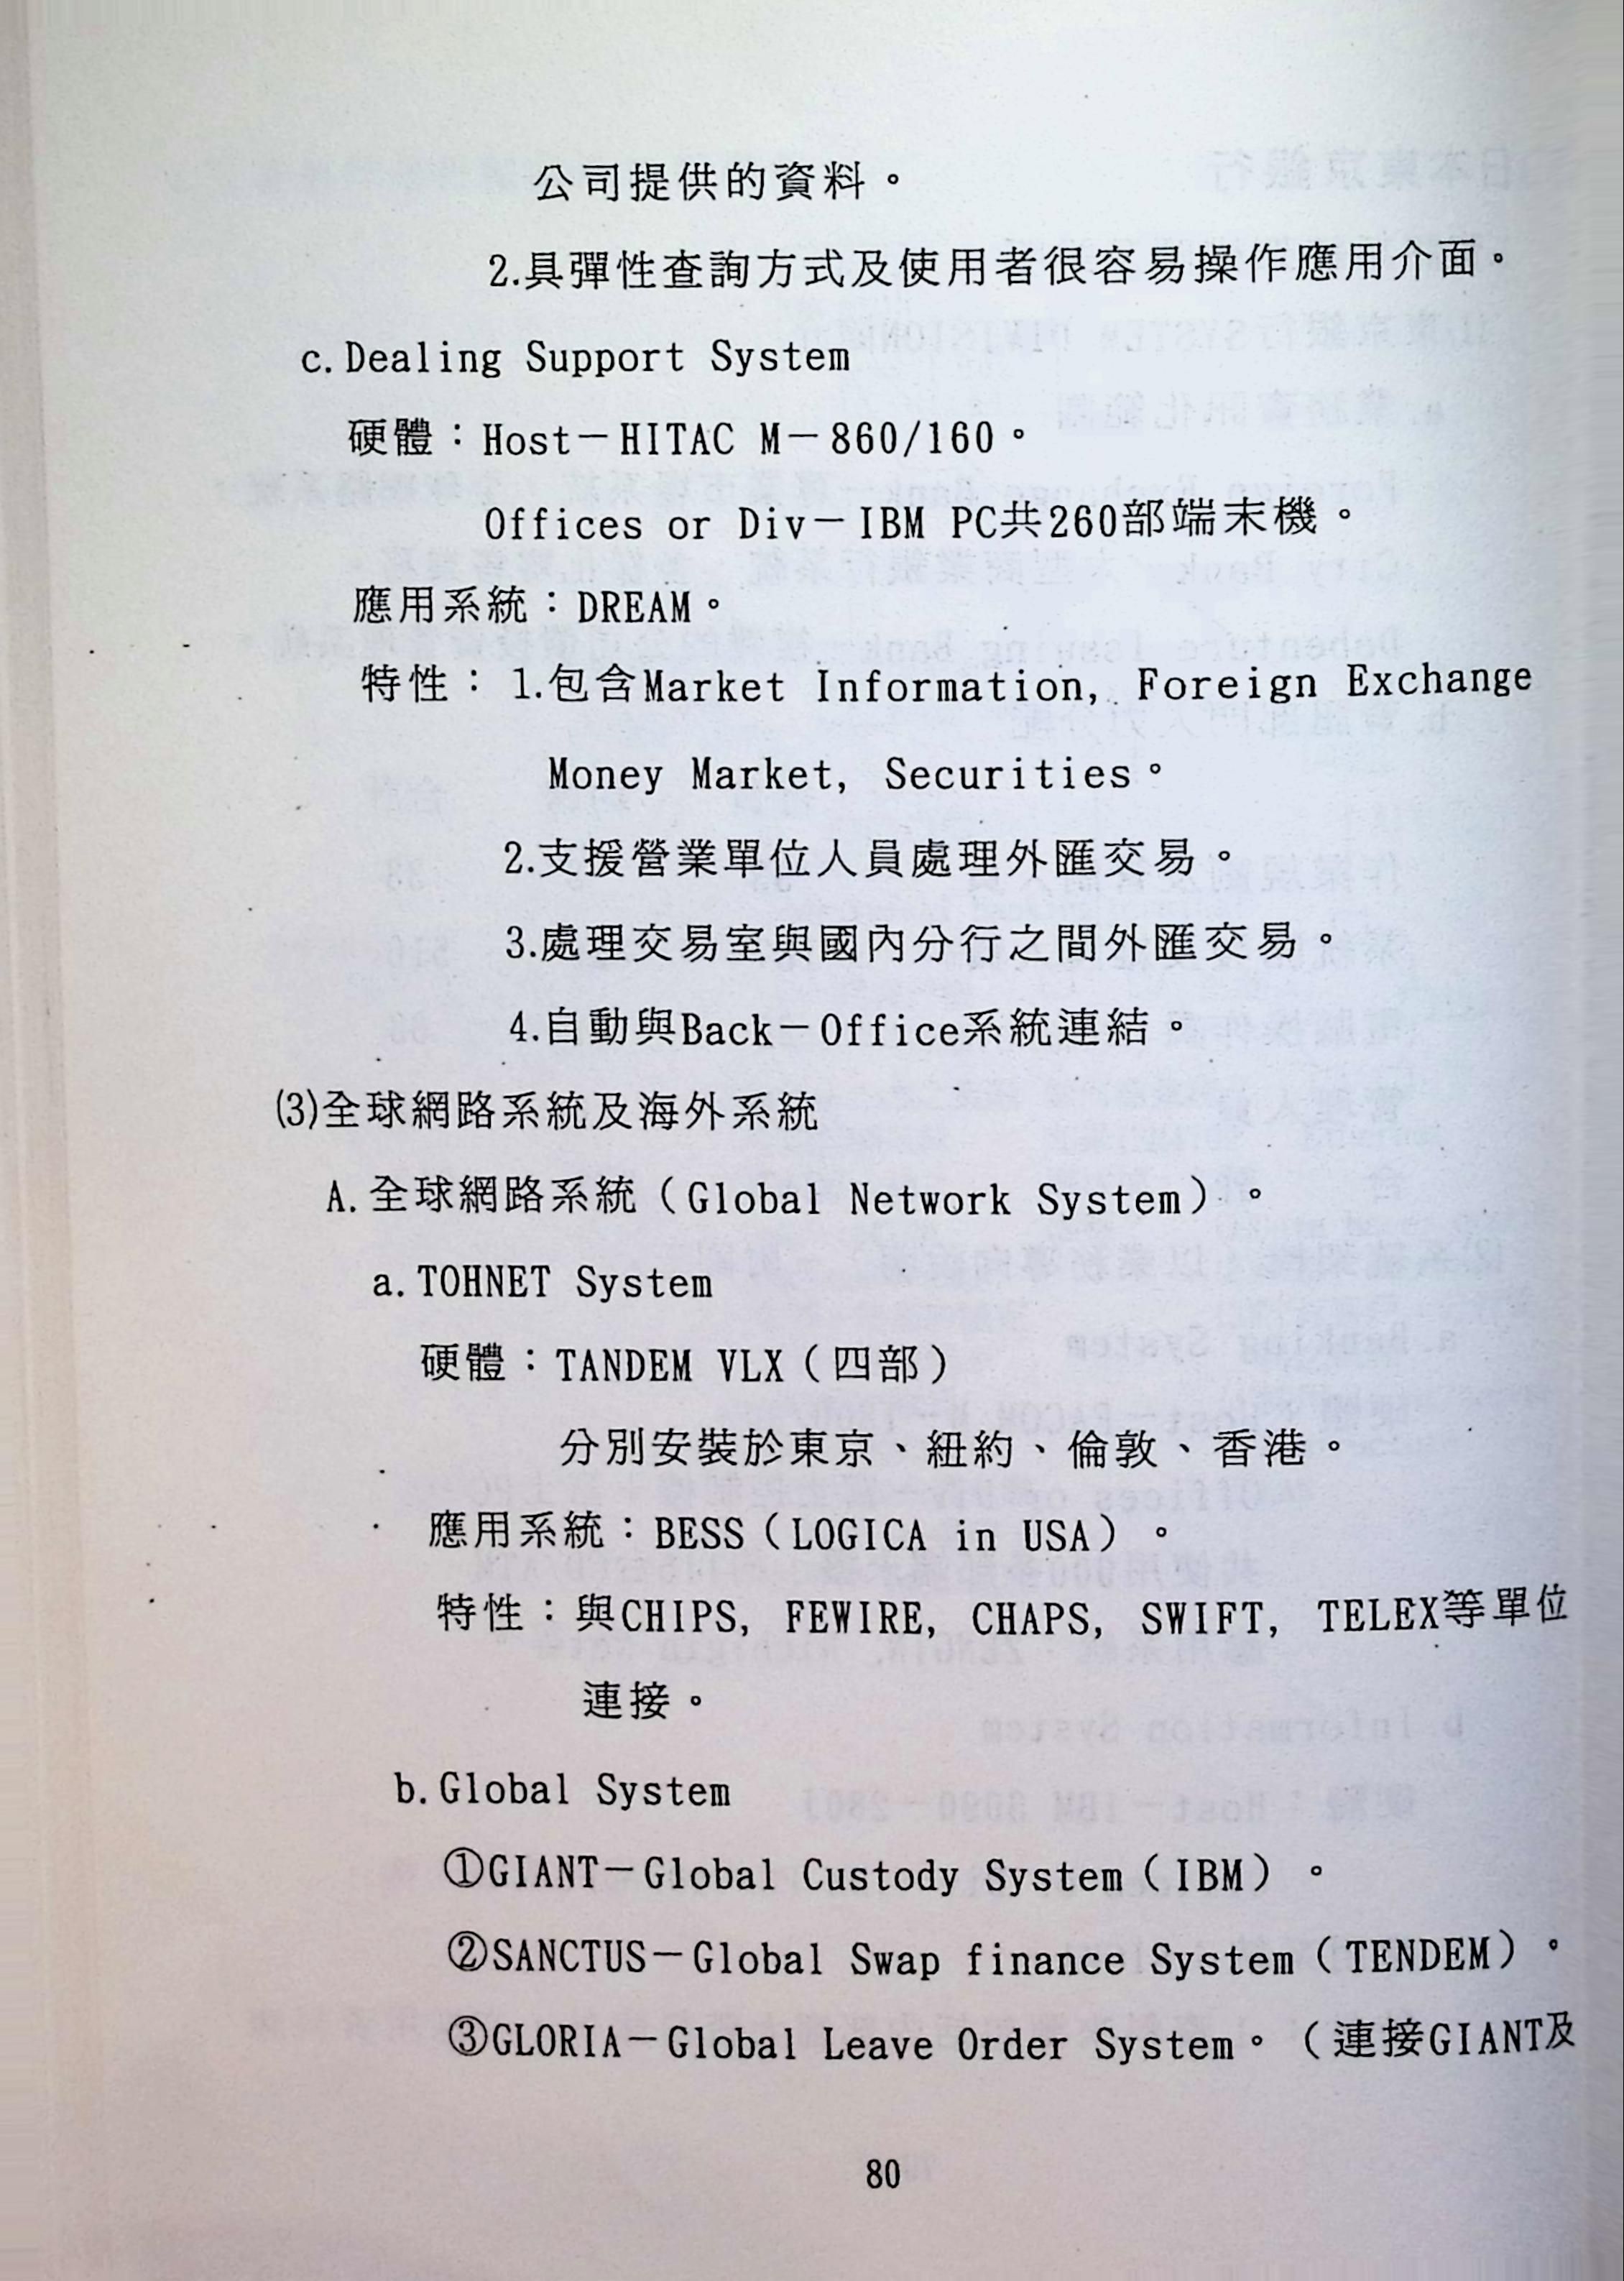 公司提供的資料。
2.具彈性查詢方式及使用者很容易操作應用介面。
c.Dealing Support System
硬體：Host－HITAC M－860/160。
Offices or Div－IBM PC共260部端末機。
應用系統：DREAM。
特性：1.包含Market Information, Foreign Exchange
Money Market, Securities。
2.支援營業單位人員處理外匯交易。
3.處理交易室與國內分行之間外匯交易。
4.自動與Back－Office系統連結。
⑶全球網路系統及海外系統
A.全球網路系統（Global Network System）。
a.TOHNET System
硬體：TANDEM VLX（四部）
分別安裝於東京、紐約、倫敦、香港。
應用系統：BESS（LOGICA in USA）。
特性：與CHIPS, FEWIRE, CHAPS, SWIFT, TELEX等單位
連接。
b.Global System
①GIANT－Global Custody System（IBM）。
②SANCTUS－Global Swap finance System（TENDEM）。
③GLORIA－Global Leave Order System。（連接GIANT及
80